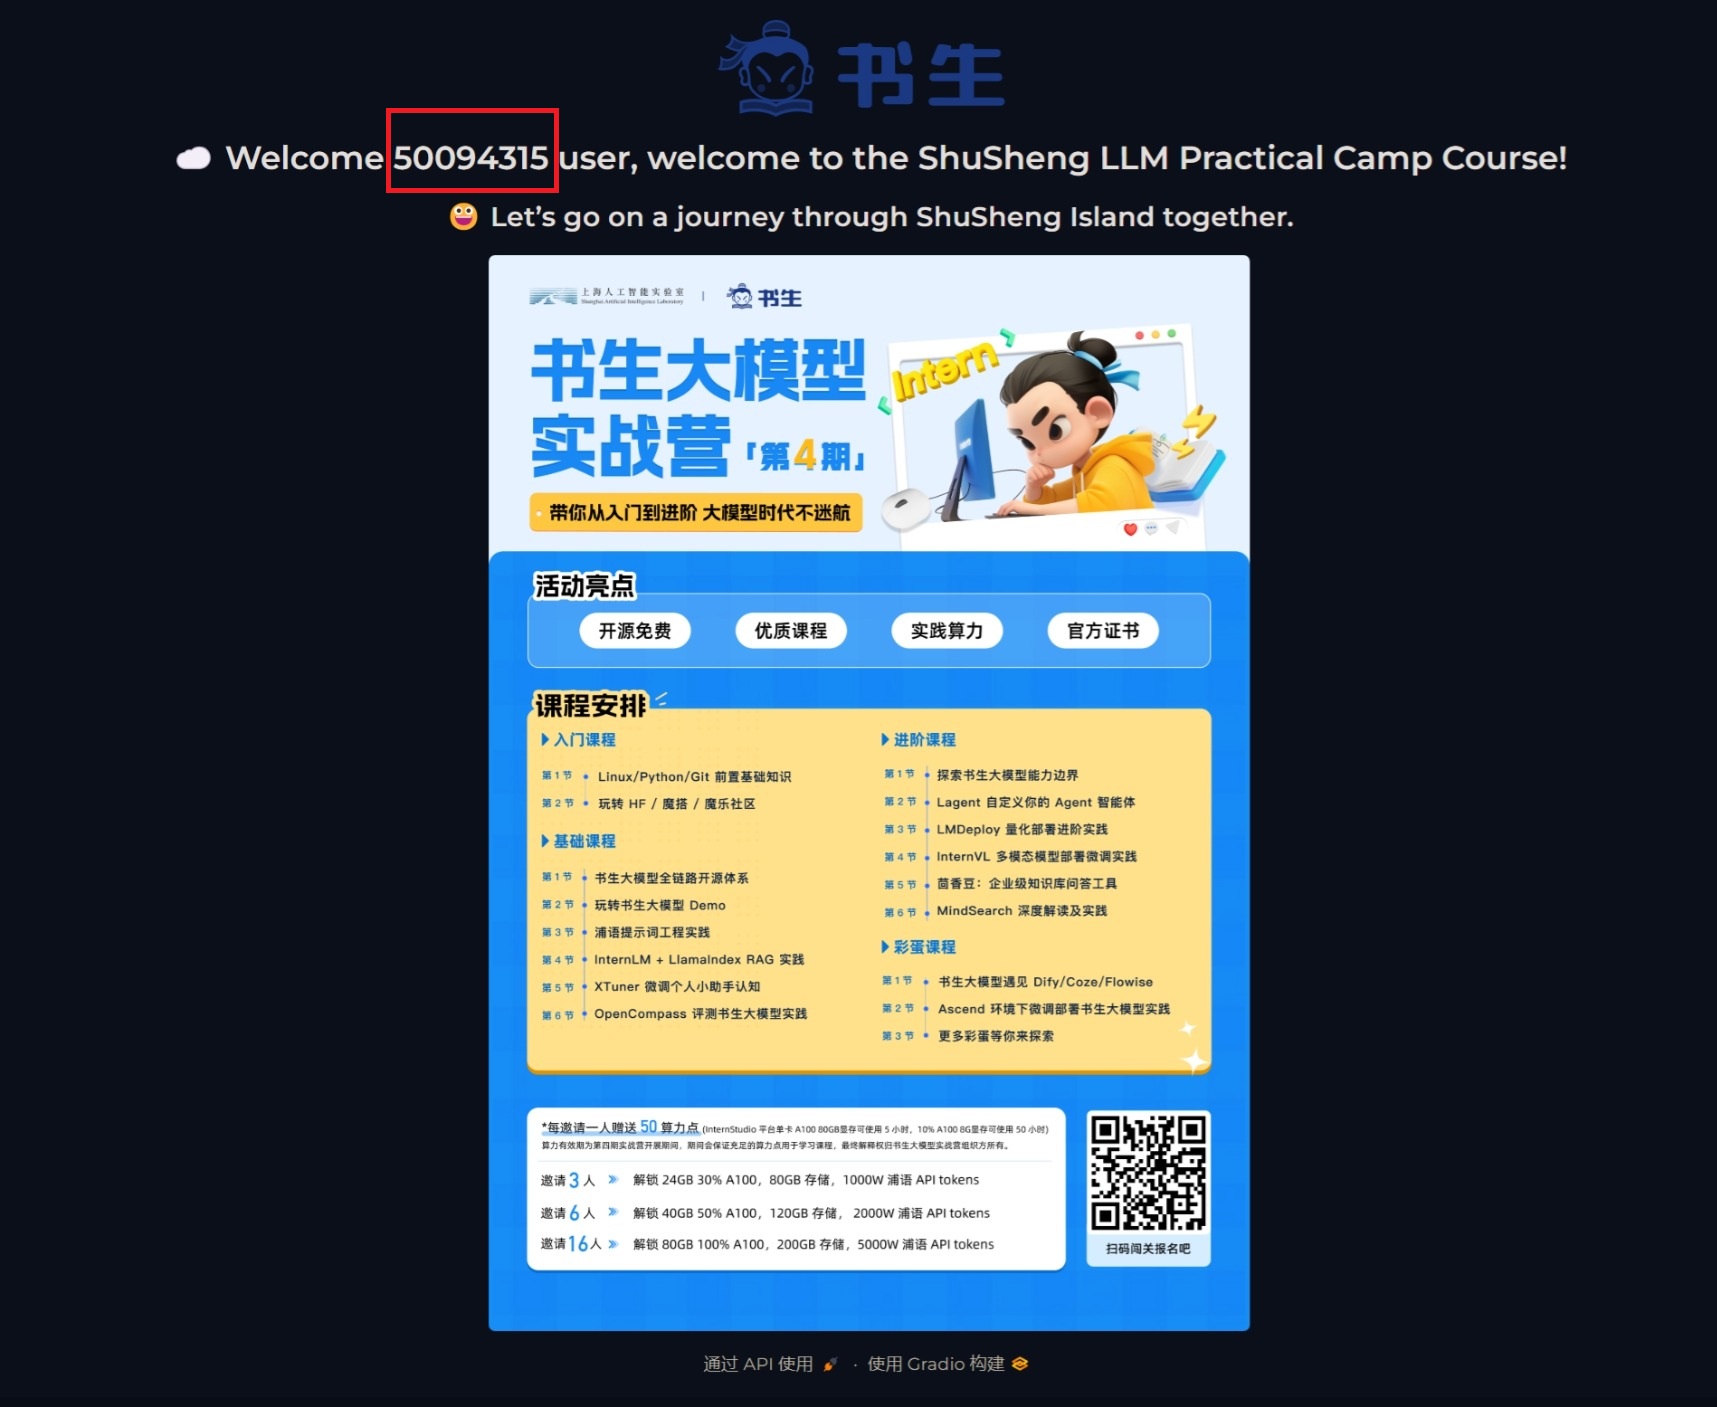 书生
Welcome 50094315 user, welcome to the ShuSheng LLM Practical Camp Course!
Let's go on a journey through ShuSheng Island together.
上海人工智能实验室
Shanghai Artificial Intelligence Laboratory
书生
书生大模型
实战营「第4期」
Intern
带你从入门到进阶 大模型时代不迷航
活动亮点
开源免费 优质课程 实践算力 官方证书
课程安排
入门课程
第1节 Linux/Python/Git 前置基础知识
第2节 玩转 HF / 魔搭 / 魔乐社区
基础课程
第1节 书生大模型全链路开源体系
第2节 玩转书生大模型 Demo
第3节 浦语提示词工程实践
第4节 InternLM + LlamaIndex RAG 实践
第5节 XTuner 微调个人小助手认知
第6节 OpenCompass 评测书生大模型实践
进阶课程
第1节 探索书生大模型能力边界
第2节 Lagent 自定义你的 Agent 智能体
第3节 LMDeploy 量化部署进阶实践
第4节 InternVL 多模态模型部署微调实践
第5节 茴香豆：企业级知识库问答工具
第6节 MindSearch 深度解读及实践
彩蛋课程
第1节 书生大模型遇见 Dify/Coze/Flowise
第2节 Ascend 环境下微调部署书生大模型实践
第3节 更多彩蛋等你来探索
*每邀请一人赠送 50 算力点 (InternStudio 平台单卡 A100 80GB显存可使用 5 小时，10% A100 8G显存可使用 50 小时)
算力有效期为第四期实战营开展期间，期间会保证充足的算力点用于学习课程，最终解释权归书生大模型实战营组织方所有。
邀请3人 解锁 24GB 30% A100，80GB 存储，1000W 浦语 API tokens
邀请6人 解锁 40GB 50% A100，120GB 存储， 2000W 浦语 API tokens
邀请16人 解锁 80GB 100% A100，200GB 存储，5000W 浦语 API tokens
扫码闯关报名吧
通过 API 使用 · 使用 Gradio 构建